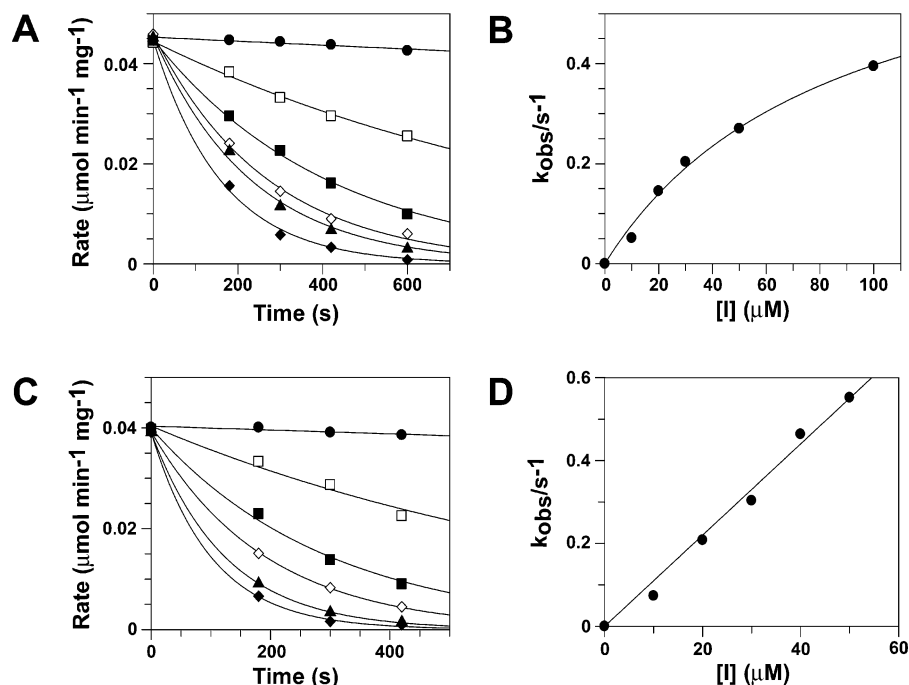 A
Rate (μmol min-1 mg-1)
0.04
0.02
0
0 200 400 600
Time (s)
B
kobs/s-1
0.4
0.2
0
0 20 40 60 80 100
[I] (μM)
C
Rate (μmol min-1 mg-1)
0.04
0.02
0
0 200 400
Time (s)
D
kobs/s-1
0.6
0.4
0.2
0
0 20 40 60
[I] (μM)